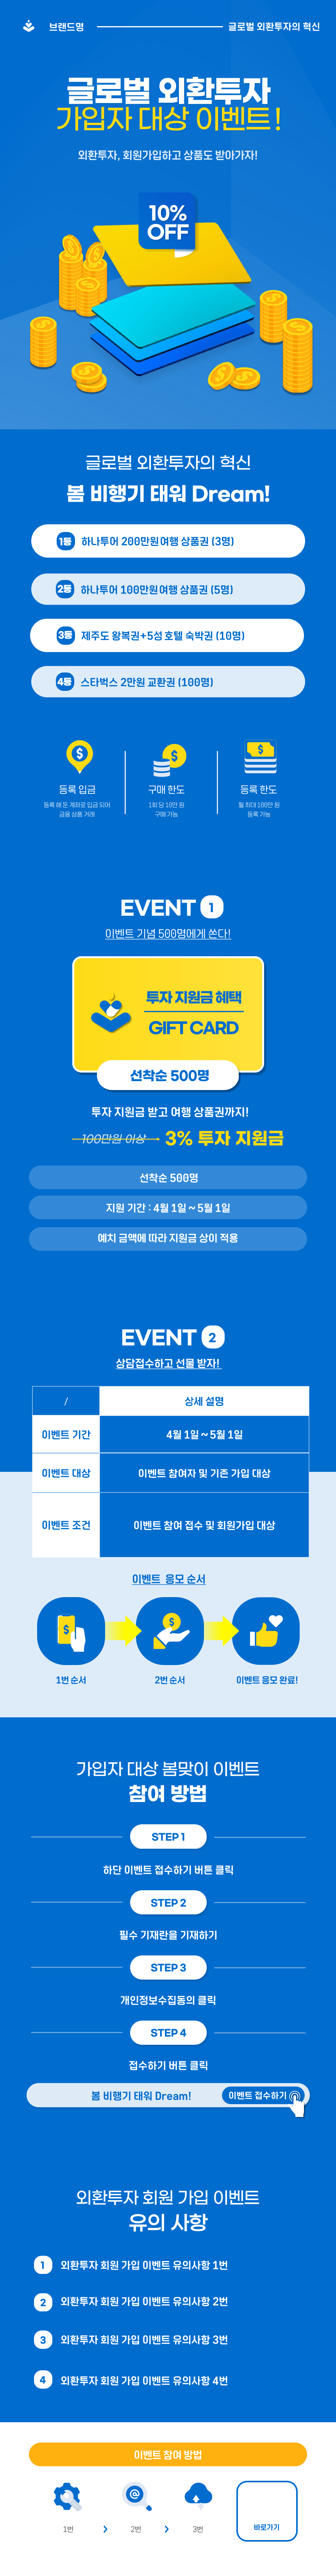 브랜드명
글로벌 외환투자의 혁신
글로벌 외환투자
가입자 대상 이벤트!
외환투자, 회원가입하고 상품도 받아가자!
10%
OFF
글로벌 외환투자의 혁신
봄 비행기 태워 Dream!
1등 하나투어 200만원여행 상품권 (3명)
2등 하나투어 100만원여행 상품권 (5명)
3등 제주도 왕복권+5성 호텔 숙박권 (10명)
4등 스타벅스 2만원 교환권 (100명)
등록 입금
등록 해 둔 계좌로 입금 되어
금융 상품 거래
구매 한도
1회 당 10만 원
구매 가능
등록 한도
월 최대 100만 원
등록 가능
EVENT 1
이벤트 기념 500명에게 쏜다!
투자 지원금 혜택
GIFT CARD
선착순 500명
투자 지원금 받고 여행 상품권까지!
100만원 이상 3% 투자 지원금
선착순 500명
지원 기간 : 4월 1일 ~ 5월 1일
예치 금액에 따라 지원금 상이 적용
EVENT 2
상담접수하고 선물 받자!
/ 상세 설명
이벤트 기간 4월 1일 ~ 5월 1일
이벤트 대상 이벤트 참여자 및 기존 가입 대상
이벤트 조건 이벤트 참여 접수 및 회원가입 대상
이벤트 응모 순서
1번 순서
2번 순서
이벤트 응모 완료!
가입자 대상 봄맞이 이벤트
참여 방법
STEP 1
하단 이벤트 접수하기 버튼 클릭
STEP 2
필수 기재란을 기재하기
STEP 3
개인정보수집동의 클릭
STEP 4
접수하기 버튼 클릭
봄 비행기 태워 Dream! 이벤트 접수하기
외환투자 회원 가입 이벤트
유의 사항
1 외환투자 회원 가입 이벤트 유의사항 1번
2 외환투자 회원 가입 이벤트 유의사항 2번
3 외환투자 회원 가입 이벤트 유의사항 3번
4 외환투자 회원 가입 이벤트 유의사항 4번
이벤트 참여 방법
1번
2번
3번
바로가기